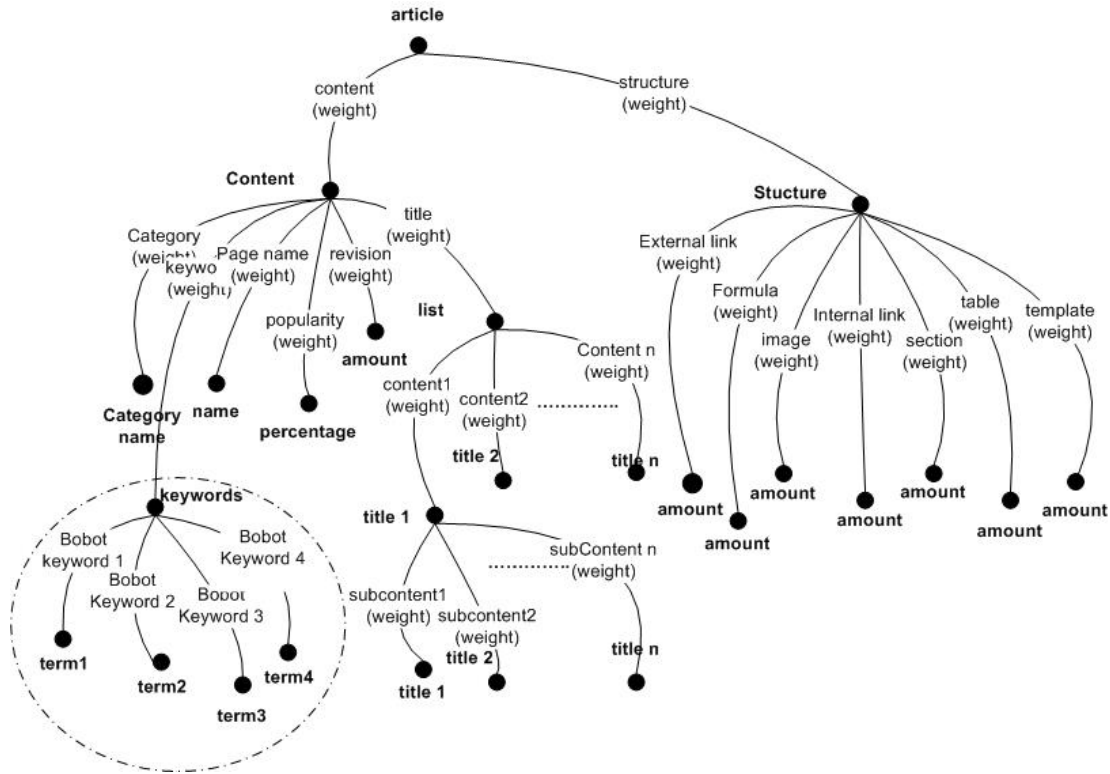 article
content
(weight)
structure
(weight)
Content
Stucture
Category
(weight)
keywo
(weight)
Page name
(weight)
popularity
(weight)
revision
(weight)
title
(weight)
Category
name
name
percentage
amount
list
content1
(weight)
content2
(weight)
Content n
(weight)
title 1
title 2
title n
subcontent1
(weight)
subcontent2
(weight)
subContent n
(weight)
title 1
title 2
title n
External link
(weight)
Formula
(weight)
image
(weight)
Internal link
(weight)
section
(weight)
table
(weight)
template
(weight)
amount
amount
amount
amount
amount
amount
amount
keywords
Bobot
keyword 1
Bobot
Keyword 2
Bobot
Keyword 3
Bobot
Keyword 4
term1
term2
term3
term4